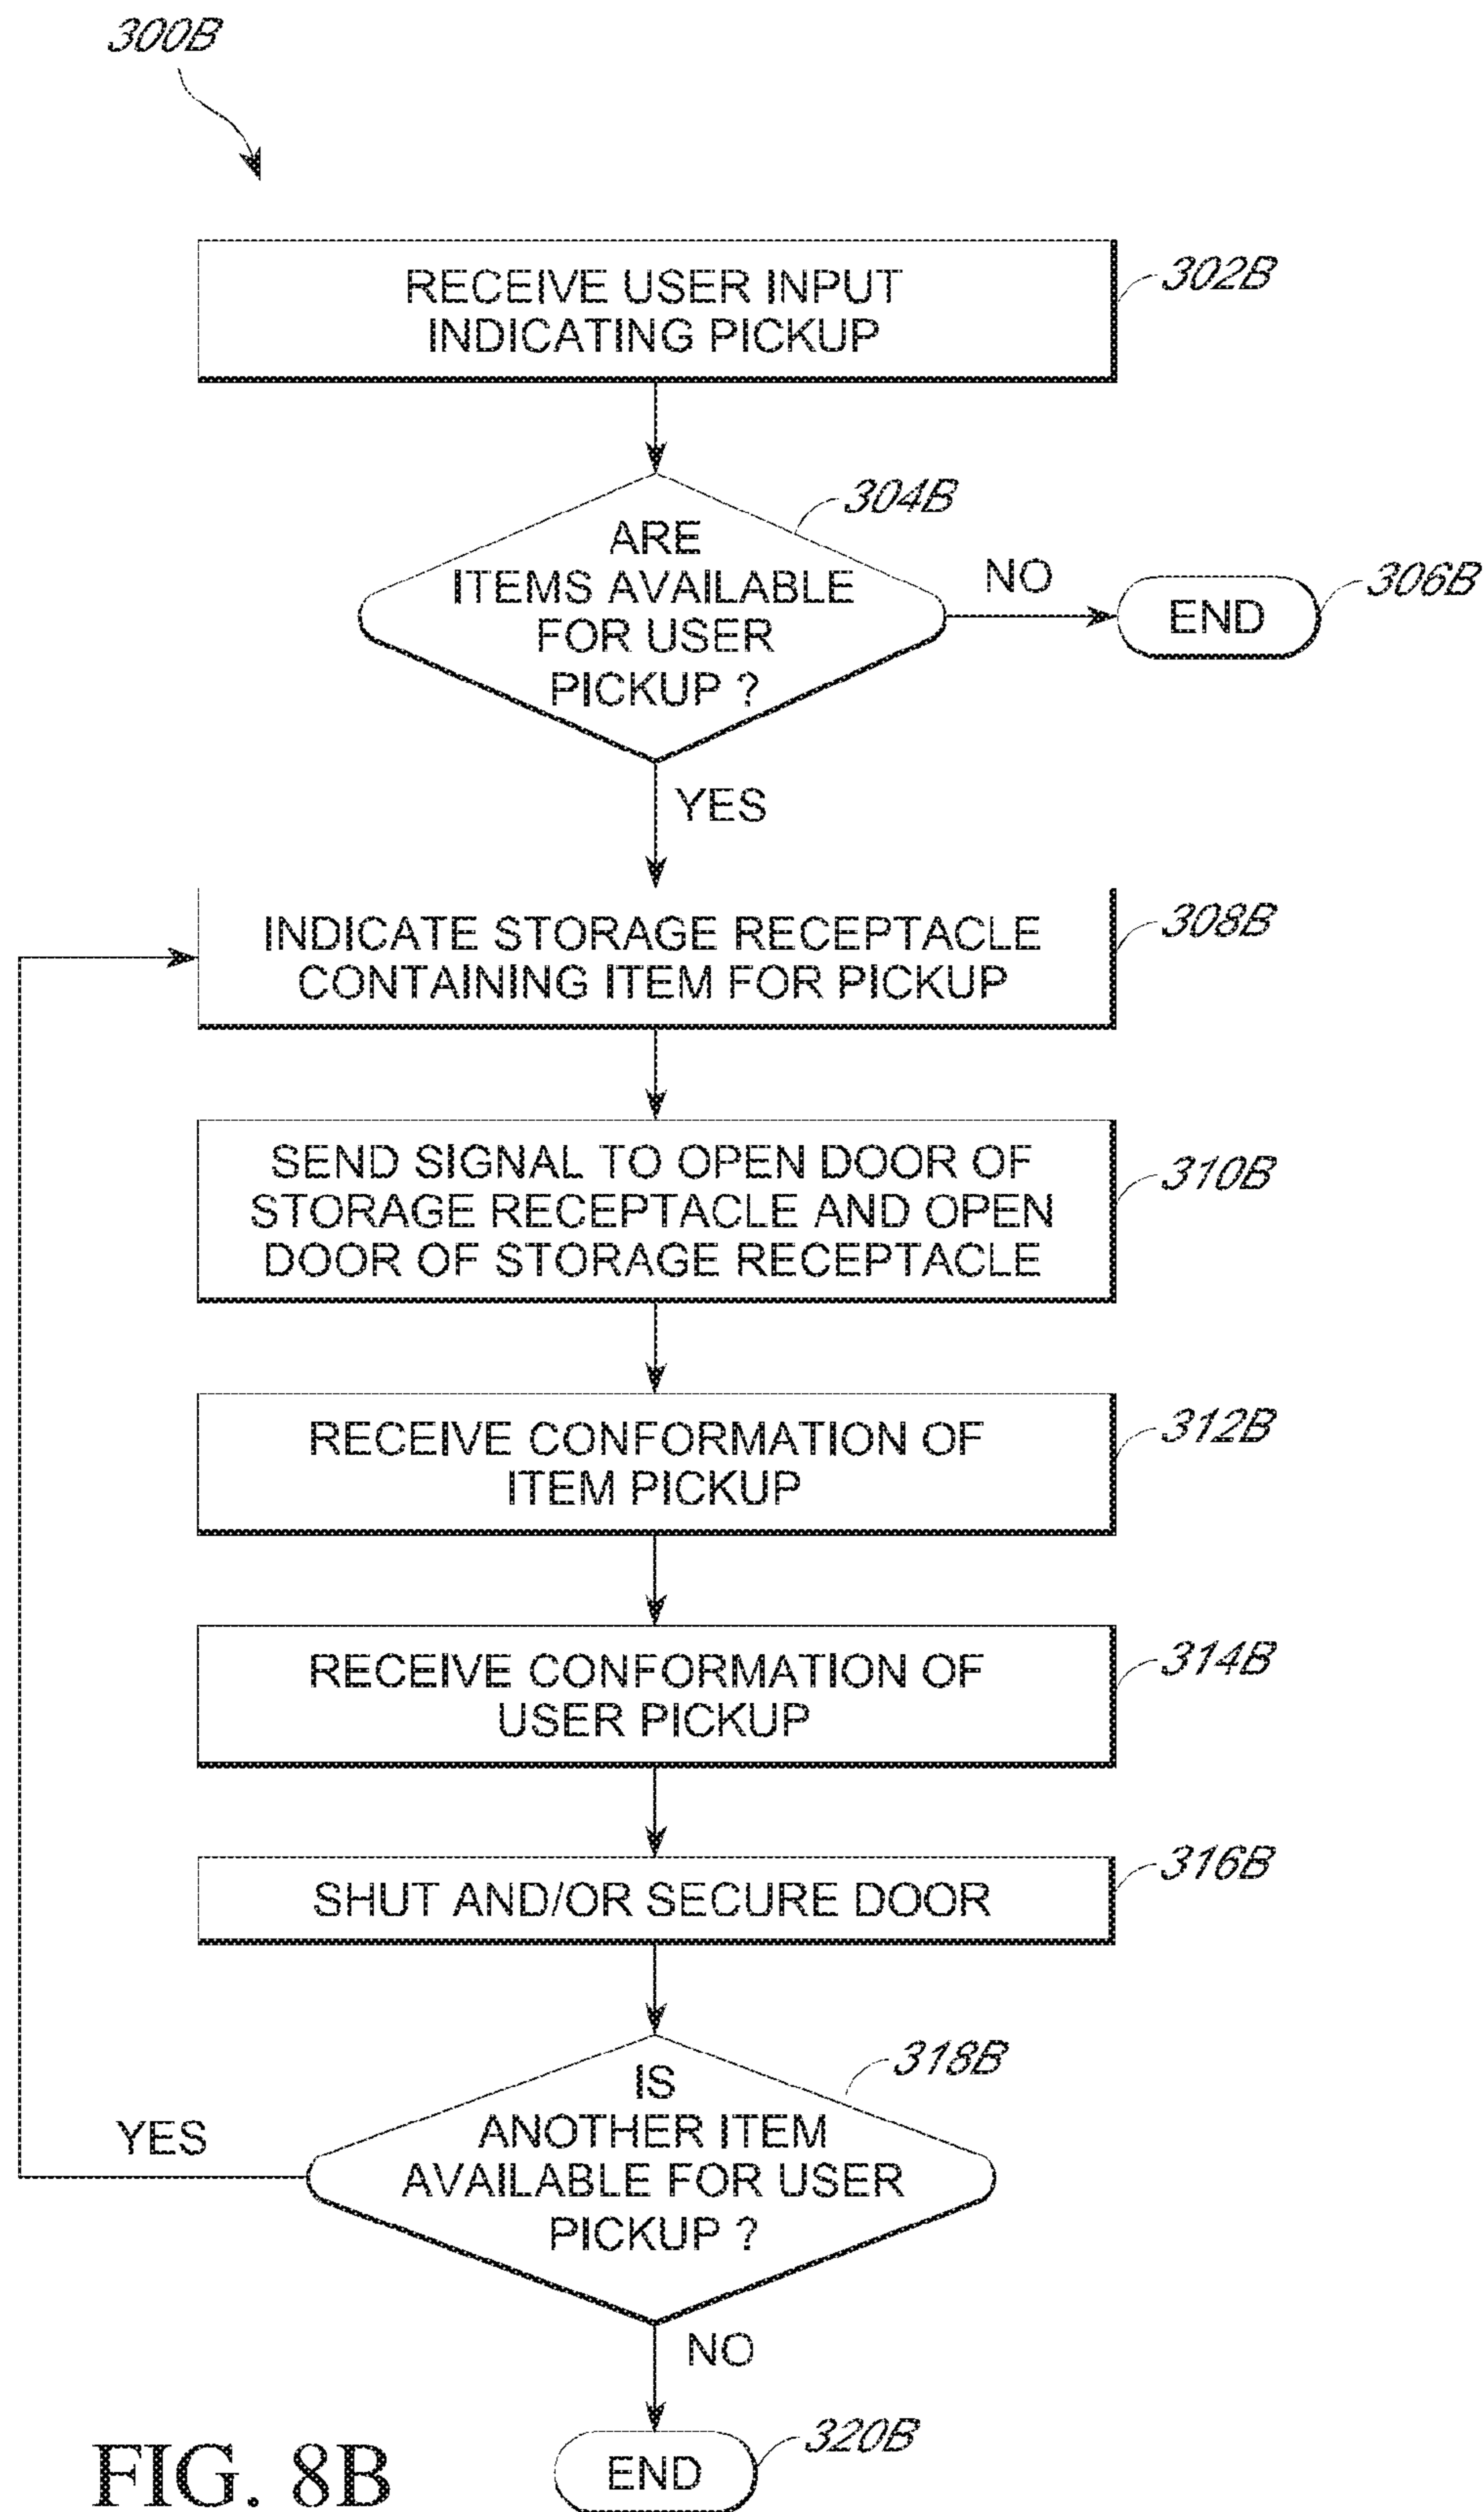 300B
RECEIVE USER INPUT
INDICATING PICKUP
302B
304B
ARE
ITEMS AVAILABLE
FOR USER
PICKUP ?
NO
END
306B
YES
INDICATE STORAGE RECEPTACLE
CONTAINING ITEM FOR PICKUP
308B
SEND SIGNAL TO OPEN DOOR OF
STORAGE RECEPTACLE AND OPEN
DOOR OF STORAGE RECEPTACLE
310B
RECEIVE CONFORMATION OF
ITEM PICKUP
312B
RECEIVE CONFORMATION OF
USER PICKUP
314B
SHUT AND/OR SECURE DOOR
316B
318B
IS
ANOTHER ITEM
AVAILABLE FOR USER
PICKUP ?
YES
NO
END
320B
FIG. 8B